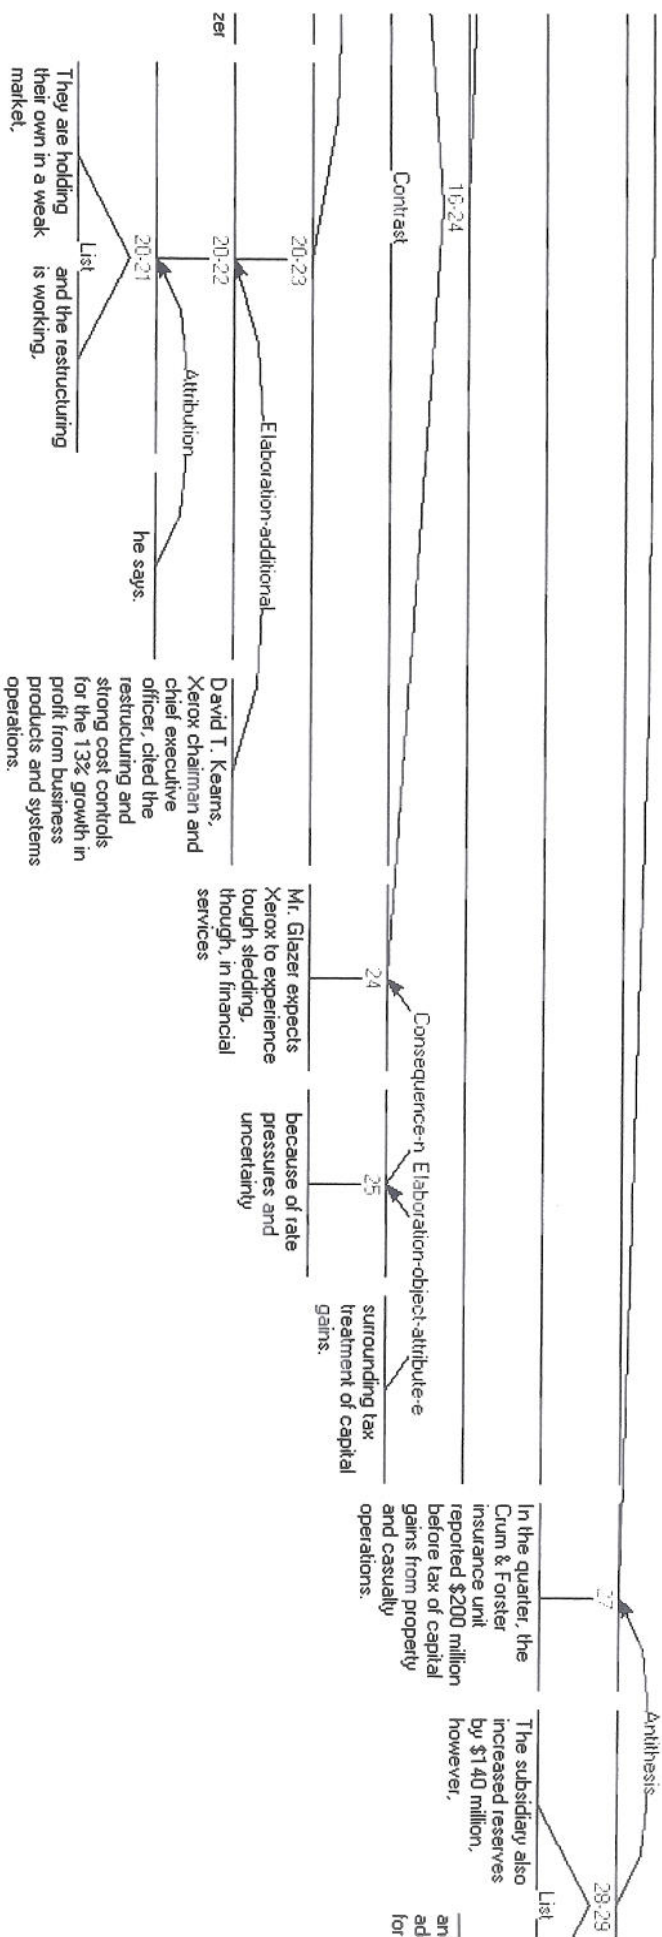 zer
16-24
Contrast
20-23
20-22
20-21
Elaboration-additional
Attribution
List
They are holding
their own in a weak
market,
and the restructuring
is working,
he says.
David T. Kearns,
Xerox chairman and
chief executive
officer, cited the
restructuring and
strong cost controls
for the 13% growth in
profit from business
products and systems
operations.
Consequence-n
Elaboration-object-attribute-e
24
Mr. Glazer expects
Xerox to experience
tough sledding,
though, in financial
services
25
because of rate
pressures and
uncertainty
surrounding tax
treatment of capital
gains.
Antithesis
27
In the quarter, the
Crum & Forster
insurance unit
reported $200 million
before tax of capital
gains from property
and casualty
operations.
28-29
List
The subsidiary also
increased reserves
by $140 million,
however,
an
ad
for